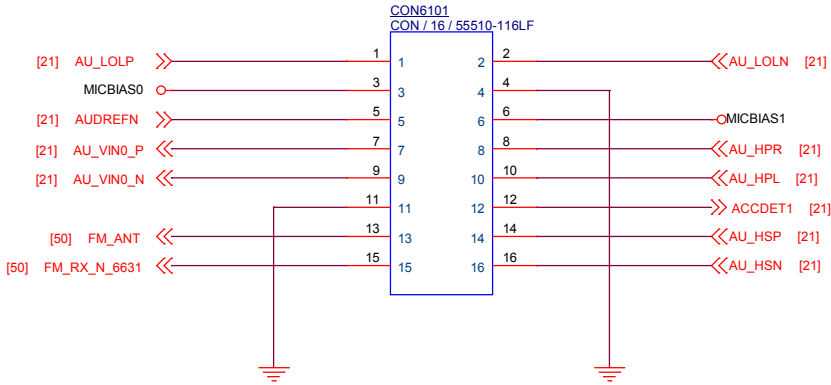 CON6101
CON / 16 / 55510-116LF
[21] AU_LOLP 1 1 2 2 AU_LOLN [21]
MICBIAS0 3 3 4 4
[21] AUDREFN 5 5 6 6 MICBIAS1
[21] AU_VIN0_P 7 7 8 8 AU_HPR [21]
[21] AU_VIN0_N 9 9 10 10 AU_HPL [21]
11 11 12 12 ACCDET1 [21]
[50] FM_ANT 13 13 14 14 AU_HSP [21]
[50] FM_RX_N_6631 15 15 16 16 AU_HSN [21]